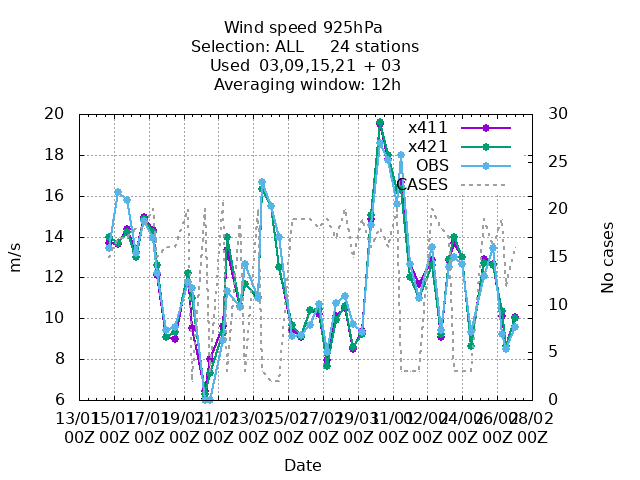 Wind speed 925hPa
Selection: ALL 24 stations
Used 03,09,15,21 + 03
Averaging window: 12h
20 30
x411
x421
OBS
CASES
18 25
16 20
14 15
12
10 10
8 5
6 0
m/s
No cases
13/01 15/01 17/01 19/01 21/01 23/01 25/01 27/01 29/01 31/01 02/02 24/02 26/02 28/02
00Z 00Z 00Z 00Z 00Z 00Z 00Z 00Z 00Z 00Z 00Z 00Z 00Z 00Z
Date